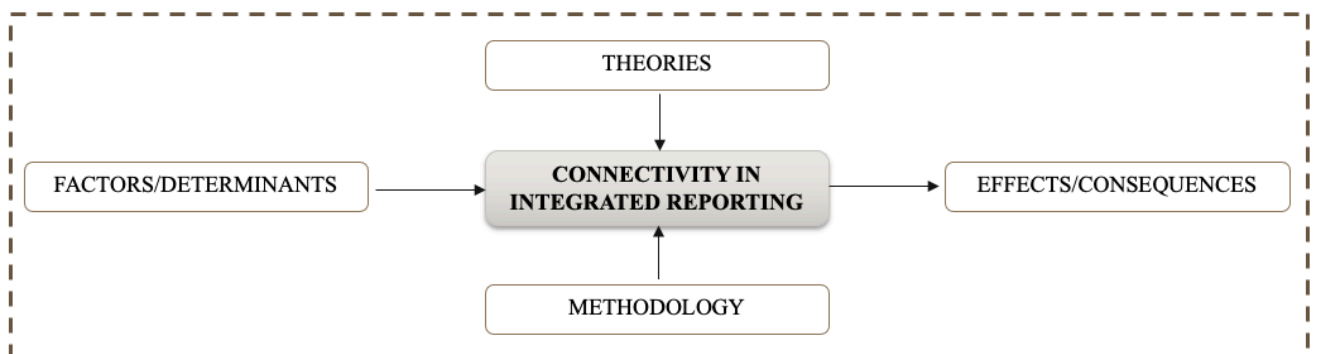 THEORIES
FACTORS/DETERMINANTS
CONNECTIVITY IN
INTEGRATED REPORTING
EFFECTS/CONSEQUENCES
METHODOLOGY